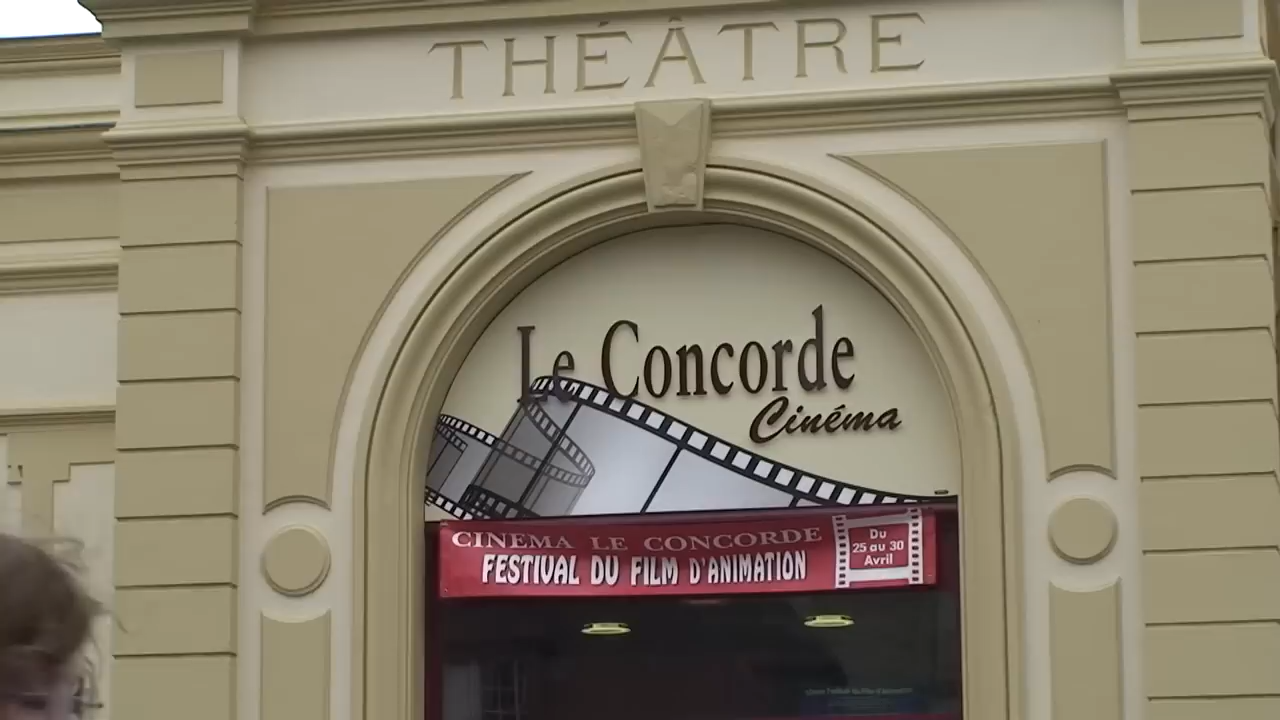 THÉÂTRE
Le Concorde
Cinéma
CINEMA LE CONCORDE
FESTIVAL DU FILM D'ANIMATION
Du
25 au 30
Avril